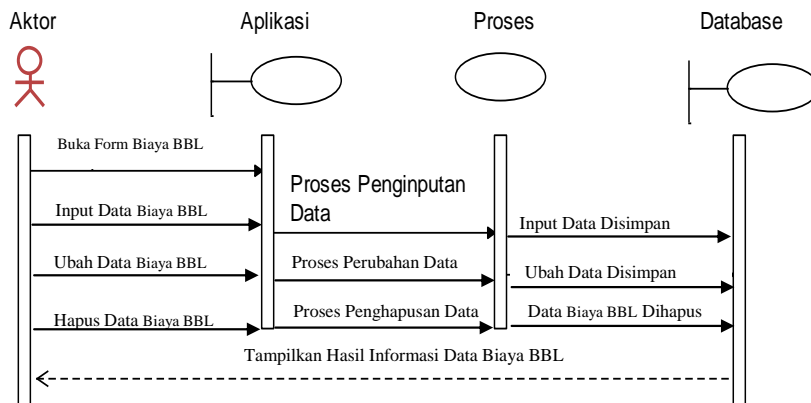 Aktor
Aplikasi
Proses
Database
Buka Form Biaya BBL
Proses Penginputan
Data
Input Data Biaya BBL
Input Data Disimpan
Ubah Data Biaya BBL
Proses Perubahan Data
Ubah Data Disimpan
Hapus Data Biaya BBL
Proses Penghapusan Data
Data Biaya BBL Dihapus
Tampilkan Hasil Informasi Data Biaya BBL